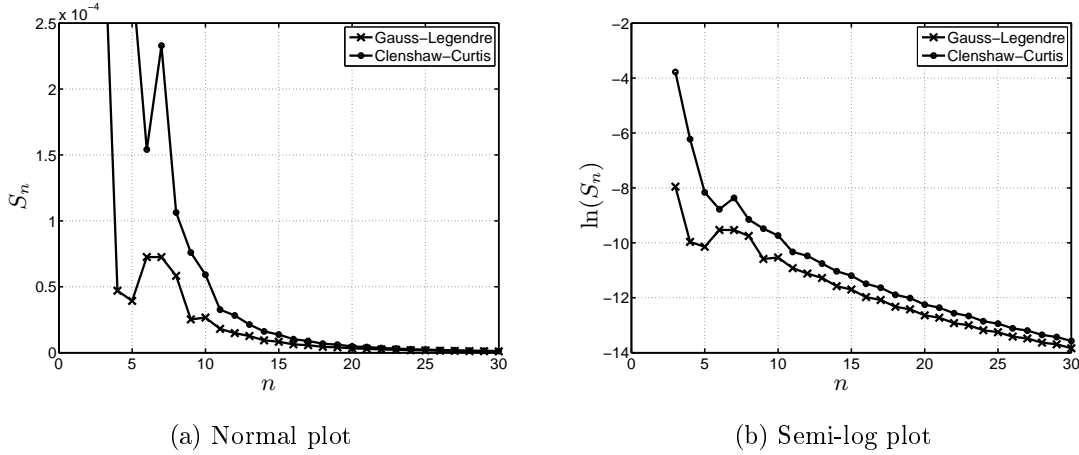 x 10⁻⁴
2.5
2
1.5
1
0.5
0
0
5
10
15
20
25
30
S_n
n
Gauss−Legendre
Clenshaw−Curtis
(a) Normal plot
−2
−4
−6
−8
−10
−12
−14
0
5
10
15
20
25
30
ln(S_n)
n
Gauss−Legendre
Clenshaw−Curtis
(b) Semi-log plot